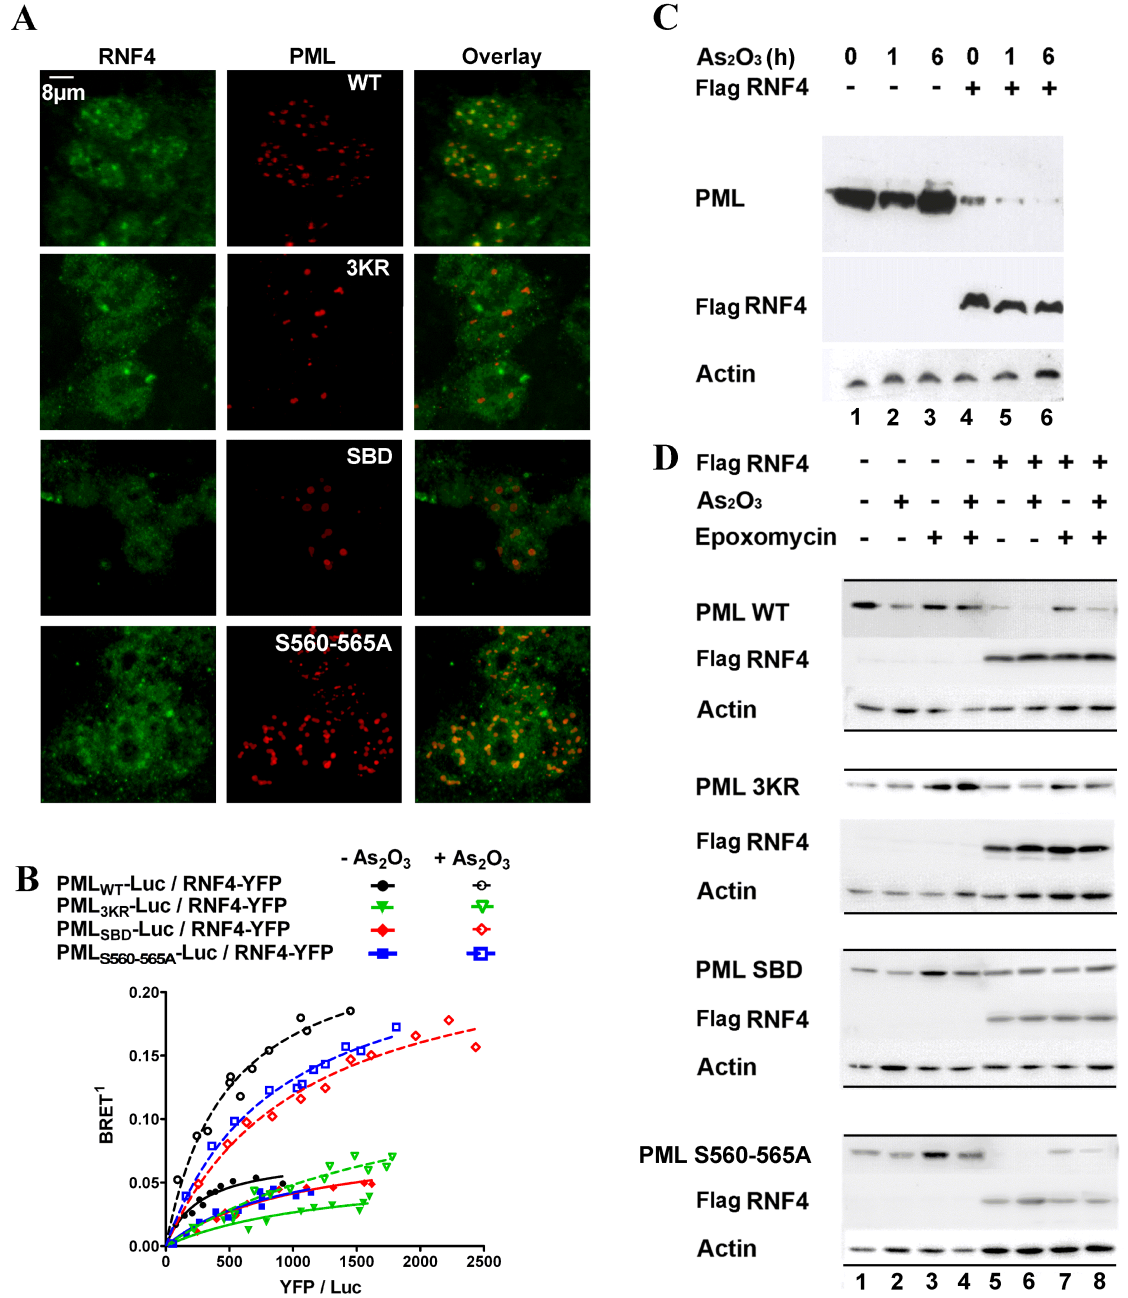 A
RNF4 PML Overlay
8µm
WT
3KR
SBD
S560-565A
B
- As2O3 + As2O3
PMLWT-Luc / RNF4-YFP
PML3KR-Luc / RNF4-YFP
PMLSBD-Luc / RNF4-YFP
PMLS560-565A-Luc / RNF4-YFP
0.20
0.15
0.10
0.05
0.00
BRET1
0 500 1000 1500 2000 2500
YFP / Luc
C
As2O3 (h) 0 1 6 0 1 6
Flag RNF4 - - - + + +
PML
Flag RNF4
Actin
1 2 3 4 5 6
D
Flag RNF4 - - - - + + + +
As2O3 - + - + - + - +
Epoxomycin - - + + - - + +
PML WT
Flag RNF4
Actin
PML 3KR
Flag RNF4
Actin
PML SBD
Flag RNF4
Actin
PML S560-565A
Flag RNF4
Actin
1 2 3 4 5 6 7 8